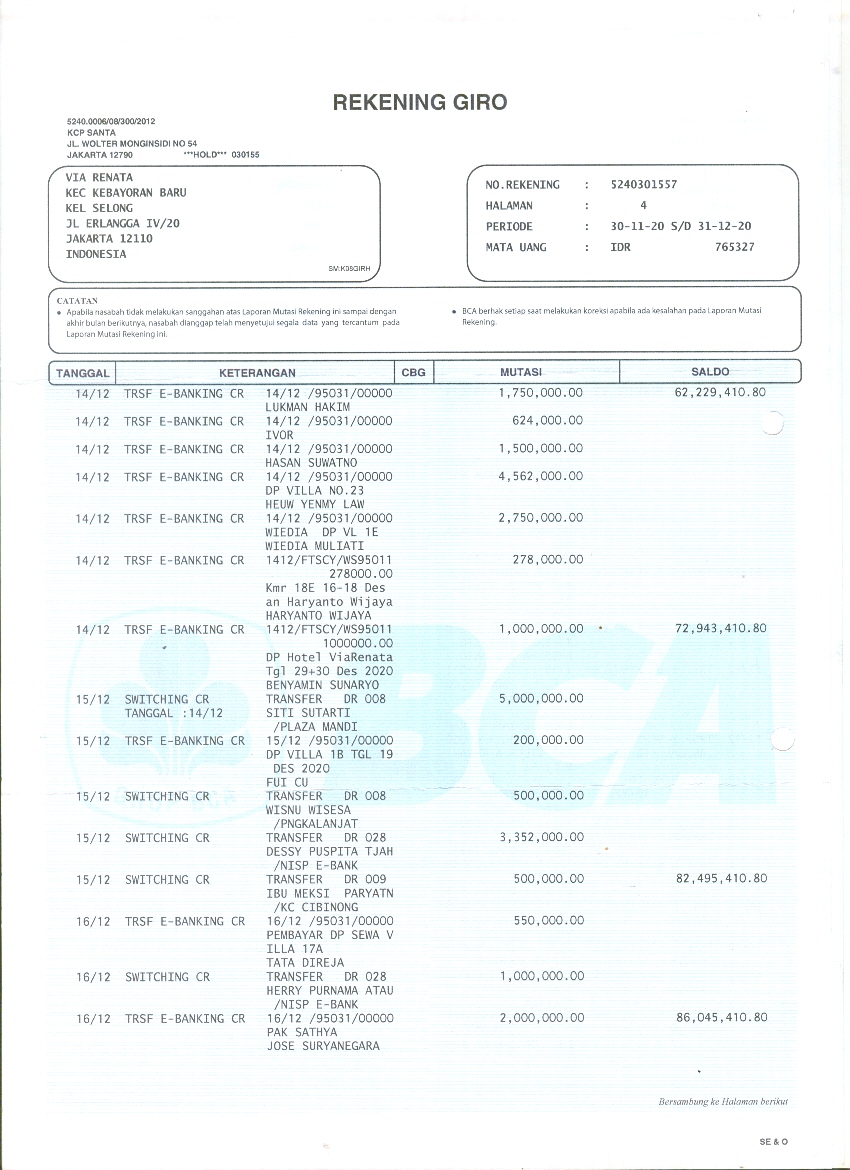 REKENING GIRO
5240.0006/08/300/2012
KCP SANTA
JL. WOLTER MONGINSIDI NO 54
JAKARTA 12790 ***HOLD*** 030155
VIA RENATA
KEC KEBAYORAN BARU
KEL SELONG
JL ERLANGGA IV/20
JAKARTA 12110
INDONESIA
SM:K08GIRH
NO.REKENING : 5240301557
HALAMAN : 4
PERIODE : 30-11-20 S/D 31-12-20
MATA UANG : IDR 765327
CATATAN
• Apabila nasabah tidak melakukan sanggahan atas Laporan Mutasi Rekening ini sampai dengan
akhir bulan berikutnya, nasabah dianggap telah menyetujui segala data yang tercantum pada
Laporan Mutasi Rekening ini.
• BCA berhak setiap saat melakukan koreksi apabila ada kesalahan pada Laporan Mutasi
Rekening.
TANGGAL KETERANGAN CBG MUTASI SALDO
14/12 TRSF E-BANKING CR 14/12 /95031/00000 1,750,000.00 62,229,410.80
LUKMAN HAKIM
14/12 TRSF E-BANKING CR 14/12 /95031/00000 624,000.00
IVOR
14/12 TRSF E-BANKING CR 14/12 /95031/00000 1,500,000.00
HASAN SUWATNO
14/12 TRSF E-BANKING CR 14/12 /95031/00000 4,562,000.00
DP VILLA NO.23
HEUW YENMY LAW
14/12 TRSF E-BANKING CR 14/12 /95031/00000 2,750,000.00
WIEDIA DP VL 1E
WIEDIA MULIATI
14/12 TRSF E-BANKING CR 1412/FTSCY/WS95011 278,000.00
278000.00
Kmr 18E 16-18 Des
an Haryanto Wijaya
HARYANTO WIJAYA
14/12 TRSF E-BANKING CR 1412/FTSCY/WS95011 1,000,000.00 72,943,410.80
1000000.00
DP Hotel ViaRenata
Tgl 29+30 Des 2020
BENYAMIN SUNARYO
15/12 SWITCHING CR TRANSFER DR 008 5,000,000.00
TANGGAL :14/12 SITI SUTARTI
/PLAZA MANDI
15/12 TRSF E-BANKING CR 15/12 /95031/00000 200,000.00
DP VILLA 1B TGL 19
DES 2020
FUI CU
15/12 SWITCHING CR TRANSFER DR 008 500,000.00
WISNU WISESA
/PNGKALANJAT
15/12 SWITCHING CR TRANSFER DR 028 3,352,000.00
DESSY PUSPITA TJAH
/NISP E-BANK
15/12 SWITCHING CR TRANSFER DR 009 500,000.00 82,495,410.80
IBU MEKSI PARYATN
/KC CIBINONG
16/12 TRSF E-BANKING CR 16/12 /95031/00000 550,000.00
PEMBAYAR DP SEWA V
ILLA 17A
TATA DIREJA
16/12 SWITCHING CR TRANSFER DR 028 1,000,000.00
HERRY PURNAMA ATAU
/NISP E-BANK
16/12 TRSF E-BANKING CR 16/12 /95031/00000 2,000,000.00 86,045,410.80
PAK SATHYA
JOSE SURYANEGARA
BCA
Bersambung ke Halaman berikut
SE & O